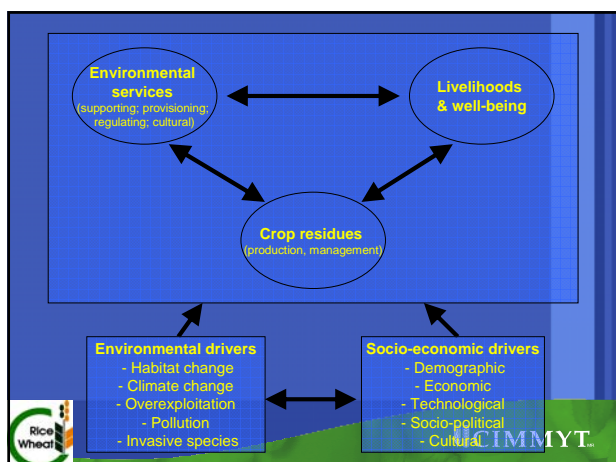 Environmental
services
(supporting; provisioning;
regulating; cultural)
Livelihoods
& well-being
Crop residues
(production, management)
Environmental drivers
- Habitat change
- Climate change
- Overexploitation
- Pollution
- Invasive species
Socio-economic drivers
- Demographic
- Economic
- Technological
- Socio-political
- Cultural
Rice
Wheat
CIMMYT